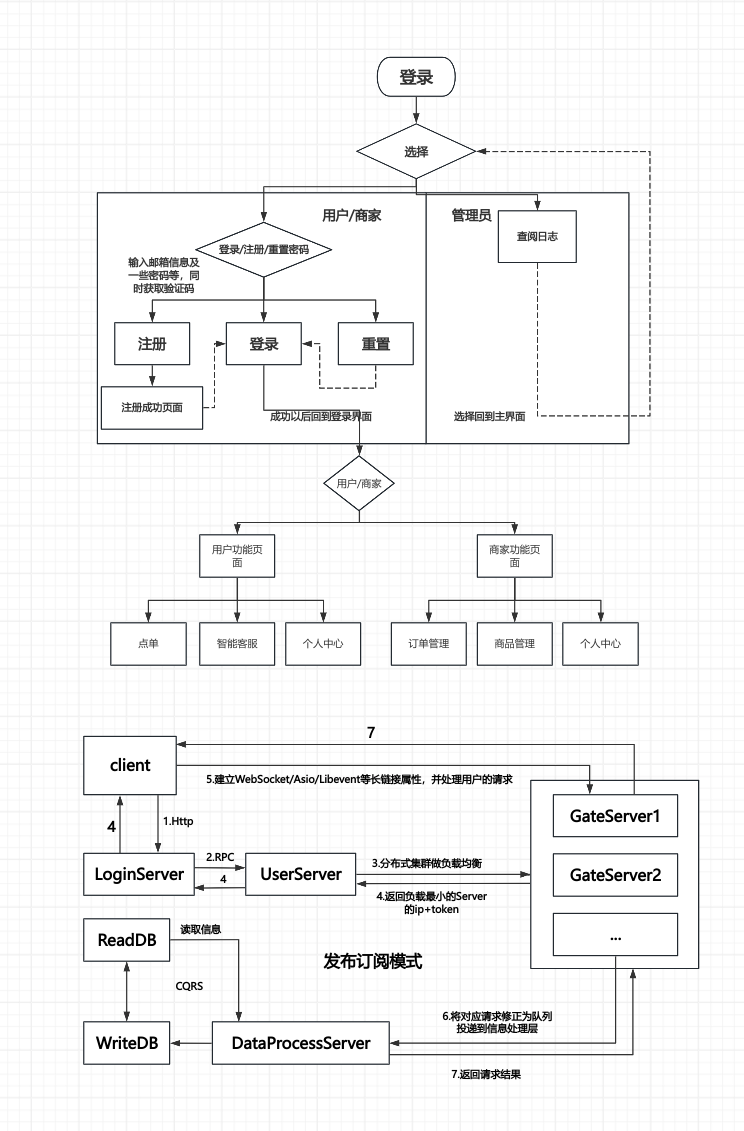 登录
选择
用户/商家
管理员
查阅日志
登录/注册/重置密码
输入邮箱信息及
一些密码等，同
时获取验证码
注册
登录
重置
注册成功页面
成功以后回到登录界面
选择回到主界面
用户/商家
用户功能页
面
商家功能页
面
点单
智能客服
个人中心
订单管理
商品管理
个人中心
7
client
5.建立WebSocket/Asio/Libevent等长链接属性，并处理用户的请求
GateServer1
4
1.Http
2.RPC
3.分布式集群做负载均衡
LoginServer
UserServer
GateServer2
4
4.返回负载最小的Server
的ip+token
ReadDB
读取信息
...
发布订阅模式
CQRS
6.将对应请求修正为队列
投递到信息处理层
WriteDB
DataProcessServer
7.返回请求结果